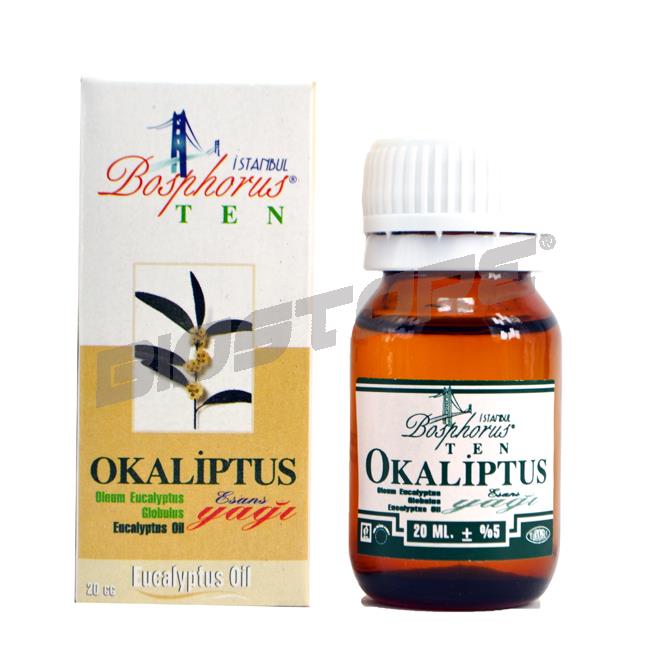 İSTANBUL
Bosphorus®
TEN
OKALİPTUS
Oleum Eucalyptus
Globulus
Eucalyptus Oil
Esans
yağı
20 cc
Eucalyptus Oil
BIOSTORE®
İSTANBUL
Bosphorus®
TEN
OKALİPTUS
Oleum Eucalyptus
Globulus
Eucalyptus Oil
Esans
yağı
20 ML. ± %5